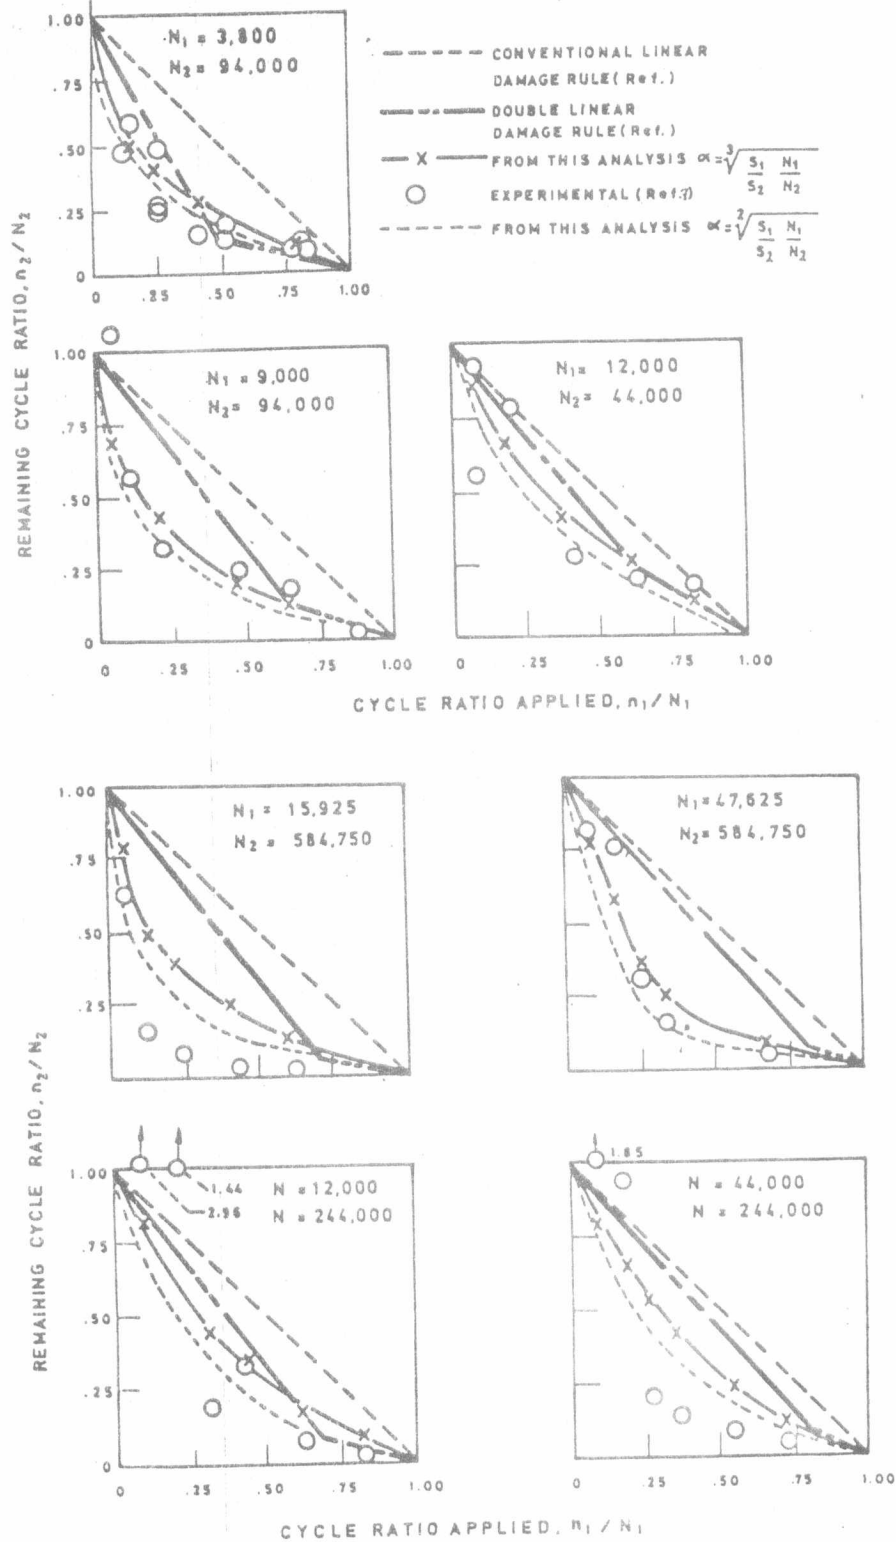 1.00
.75
.50
.25
0
0 .25 .50 .75 1.00
N₁ = 3,800
N₂ = 94,000
CONVENTIONAL LINEAR
DAMAGE RULE (Ref.)
DOUBLE LINEAR
DAMAGE RULE (Ref.)
FROM THIS ANALYSIS α = ∛(S₁/S₂ N₁/N₂)
EXPERIMENTAL (Ref.7)
FROM THIS ANALYSIS α = ²√(S₁/S₂ N₁/N₂)
REMAINING CYCLE RATIO, n₂/N₂
1.00
.75
.50
.25
0
0 .25 .50 .75 1.00
N₁ = 9,000
N₂ = 94,000
N₁ = 12,000
N₂ = 44,000
0 .25 .50 .75 1.00
CYCLE RATIO APPLIED, n₁/N₁
1.00
.75
.50
.25
N₁ = 15,925
N₂ = 584,750
N₁ = 47,625
N₂ = 584,750
REMAINING CYCLE RATIO, n₂/N₂
1.00
.75
.50
.25
0
0 .25 .50 .75 1.00
1.44
2.96
N = 12,000
N = 244,000
1.85
N = 44,000
N = 244,000
0 .25 .50 .75 1.00
CYCLE RATIO APPLIED, n₁/N₁